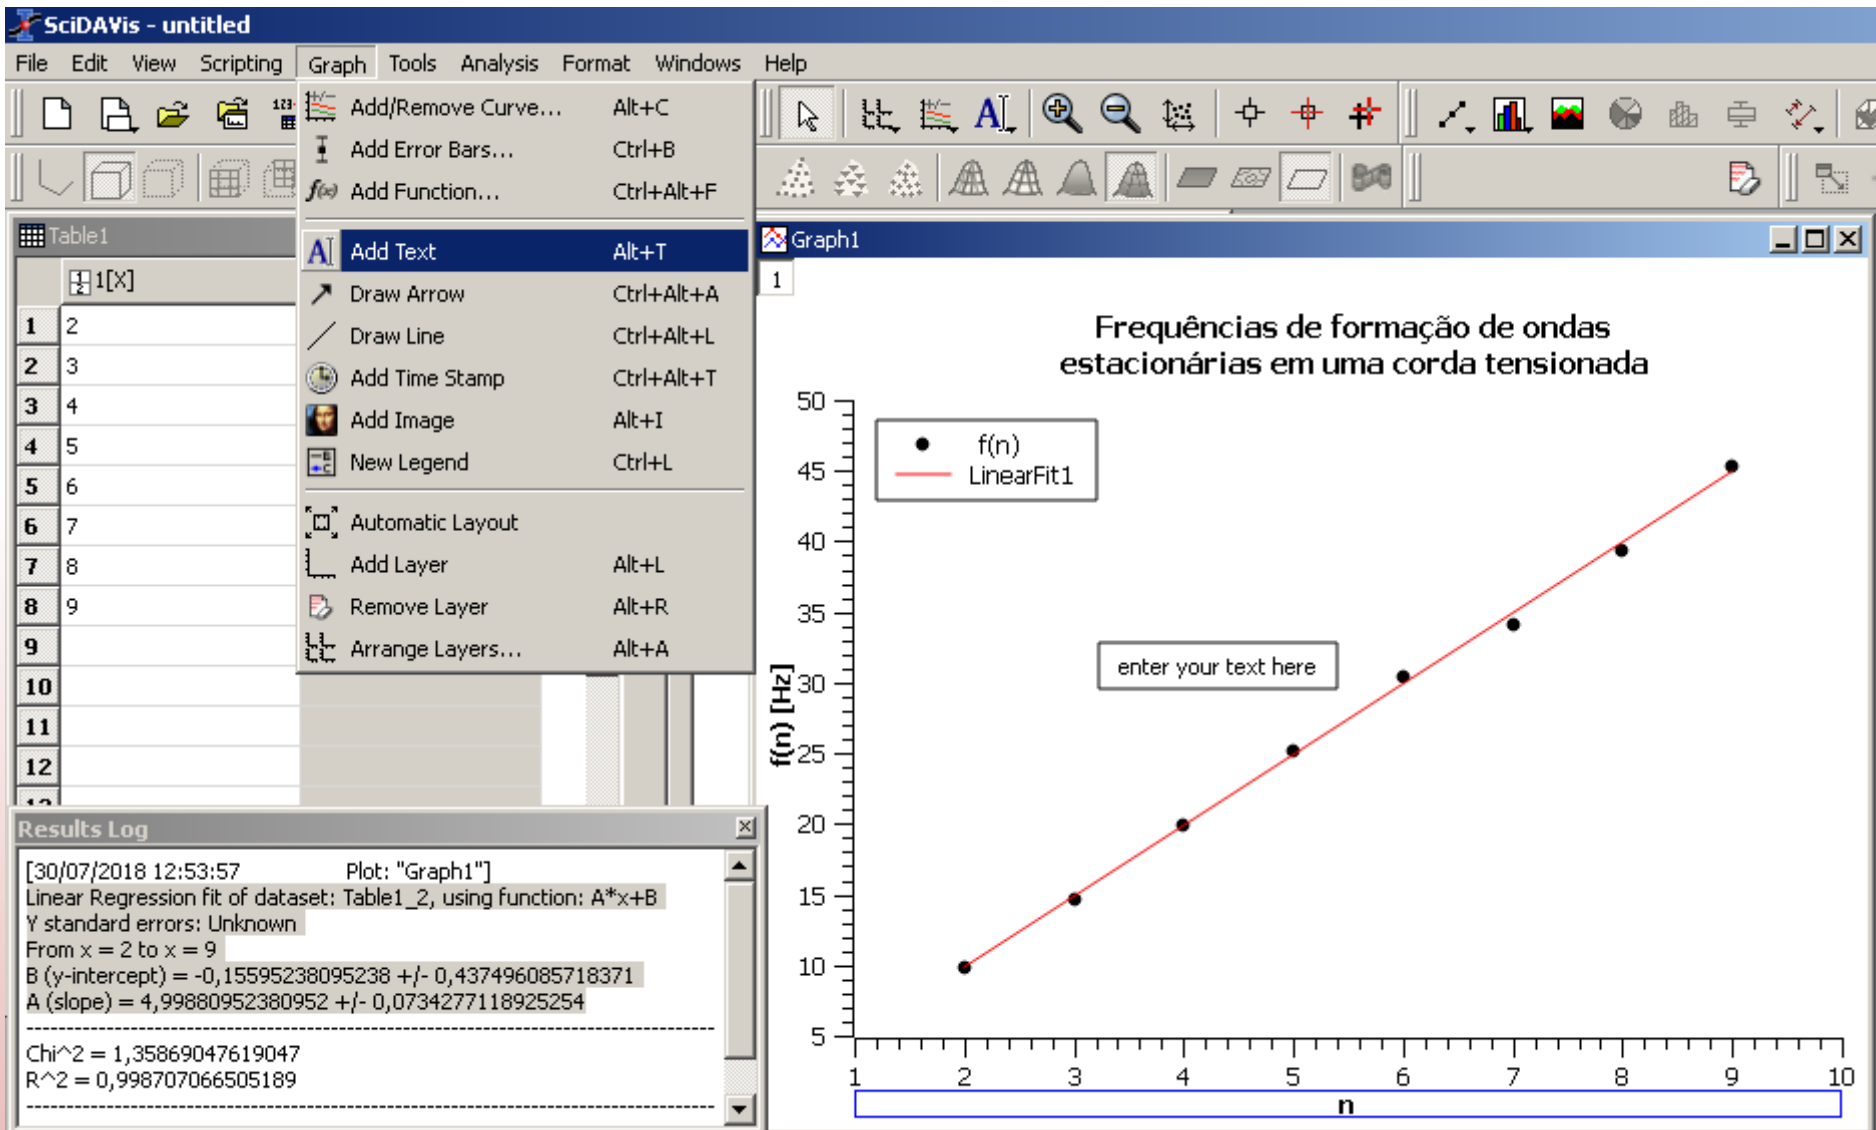 SciDAVis - untitled
File Edit View Scripting Graph Tools Analysis Format Windows Help
Add/Remove Curve... Alt+C
Add Error Bars... Ctrl+B
f(x) Add Function... Ctrl+Alt+F
Add Text Alt+T
Draw Arrow Ctrl+Alt+A
Draw Line Ctrl+Alt+L
Add Time Stamp Ctrl+Alt+T
Add Image Alt+I
New Legend Ctrl+L
Automatic Layout
Add Layer Alt+L
Remove Layer Alt+R
Arrange Layers... Alt+A
Table1
1[X]
1 2
2 3
3 4
4 5
5 6
6 7
7 8
8 9
9
10
11
12
Results Log
[30/07/2018 12:53:57 Plot: "Graph1"]
Linear Regression fit of dataset: Table1_2, using function: A*x+B
Y standard errors: Unknown
From x = 2 to x = 9
B (y-intercept) = -0,15595238095238 +/- 0,437496085718371
A (slope) = 4,99880952380952 +/- 0,0734277118925254
Chi^2 = 1,35869047619047
R^2 = 0,998707066505189
Graph1
1
Frequências de formação de ondas
estacionárias em uma corda tensionada
f(n)
LinearFit1
enter your text here
f(n) [Hz]
50
45
40
35
30
25
20
15
10
5
1 2 3 4 5 6 7 8 9 10
n